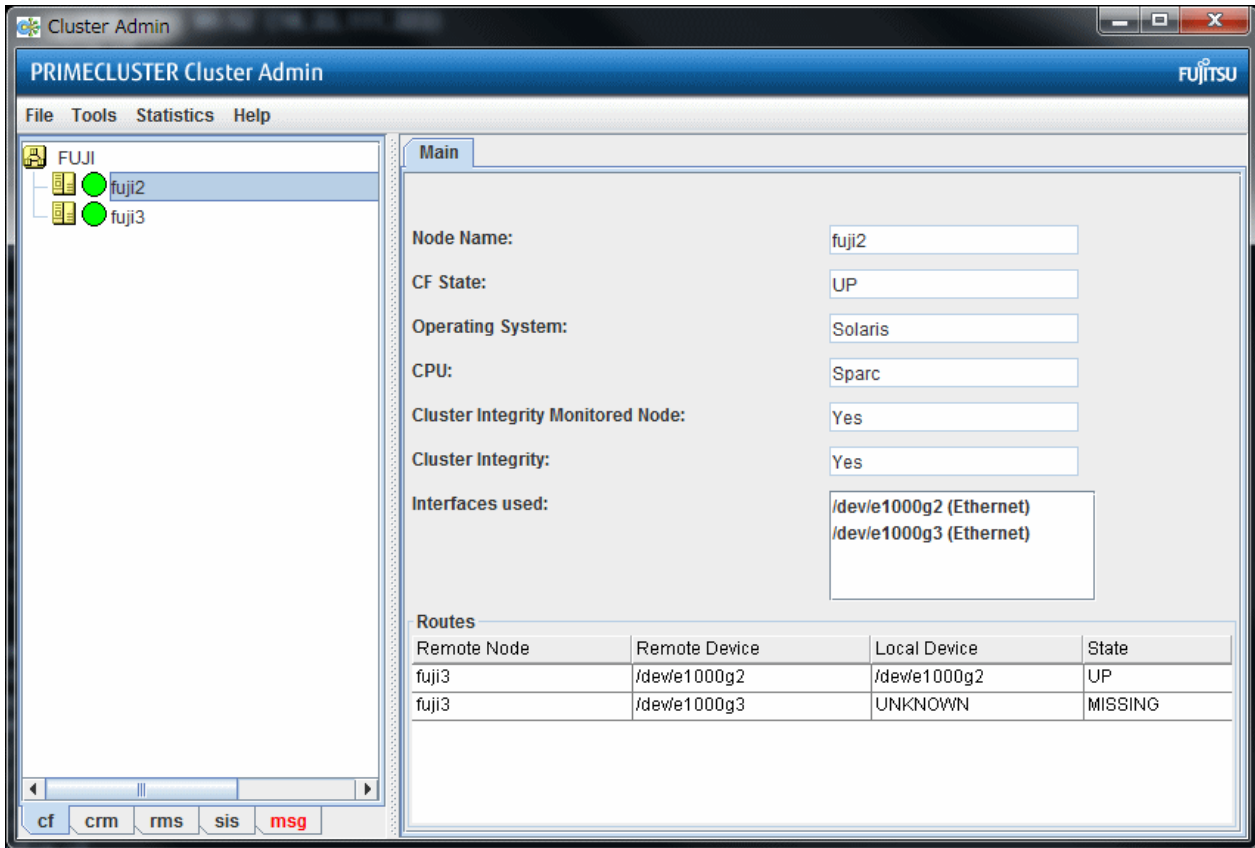 Cluster Admin
PRIMECLUSTER Cluster Admin
FUJITSU
File Tools Statistics Help
FUJI
fuji2
fuji3
Main
Node Name: fuji2
CF State: UP
Operating System: Solaris
CPU: Sparc
Cluster Integrity Monitored Node: Yes
Cluster Integrity: Yes
Interfaces used: /dev/e1000g2 (Ethernet)
/dev/e1000g3 (Ethernet)
Routes
Remote Node Remote Device Local Device State
fuji3 /dev/e1000g2 /dev/e1000g2 UP
fuji3 /dev/e1000g3 UNKNOWN MISSING
cf crm rms sis msg